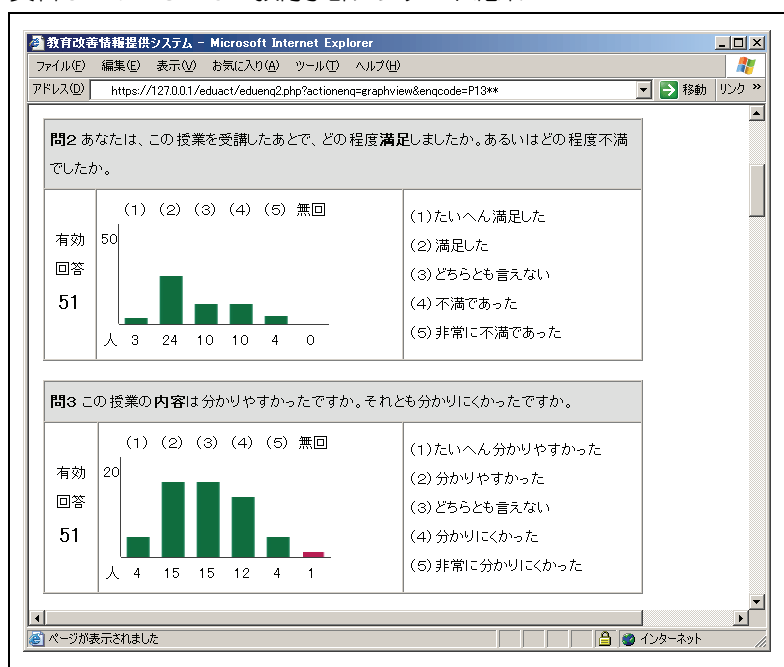 教育改善情報提供システム - Microsoft Internet Explorer
ファイル(F) 編集(E) 表示(V) お気に入り(A) ツール(T) ヘルプ(H)
アドレス(D) https://127.0.0.1/eduact/eduenq2.php?actionenq=graphview&enqcode=P13** 移動 リンク »
問2 あなたは、この授業を受講したあとで、どの程度満足しましたか。あるいはどの程度不満
でしたか。
(1) (2) (3) (4) (5) 無回
有効
回答
51
50
人 3 24 10 10 4 0
(1)たいへん満足した
(2)満足した
(3)どちらとも言えない
(4)不満であった
(5)非常に不満であった
問3 この授業の内容は分かりやすかったですか。それとも分かりにくかったですか。
(1) (2) (3) (4) (5) 無回
有効
回答
51
20
人 4 15 15 12 4 1
(1)たいへん分かりやすかった
(2)分かりやすかった
(3)どちらとも言えない
(4)分かりにくかった
(5)非常に分かりにくかった
ページが表示されました インターネット